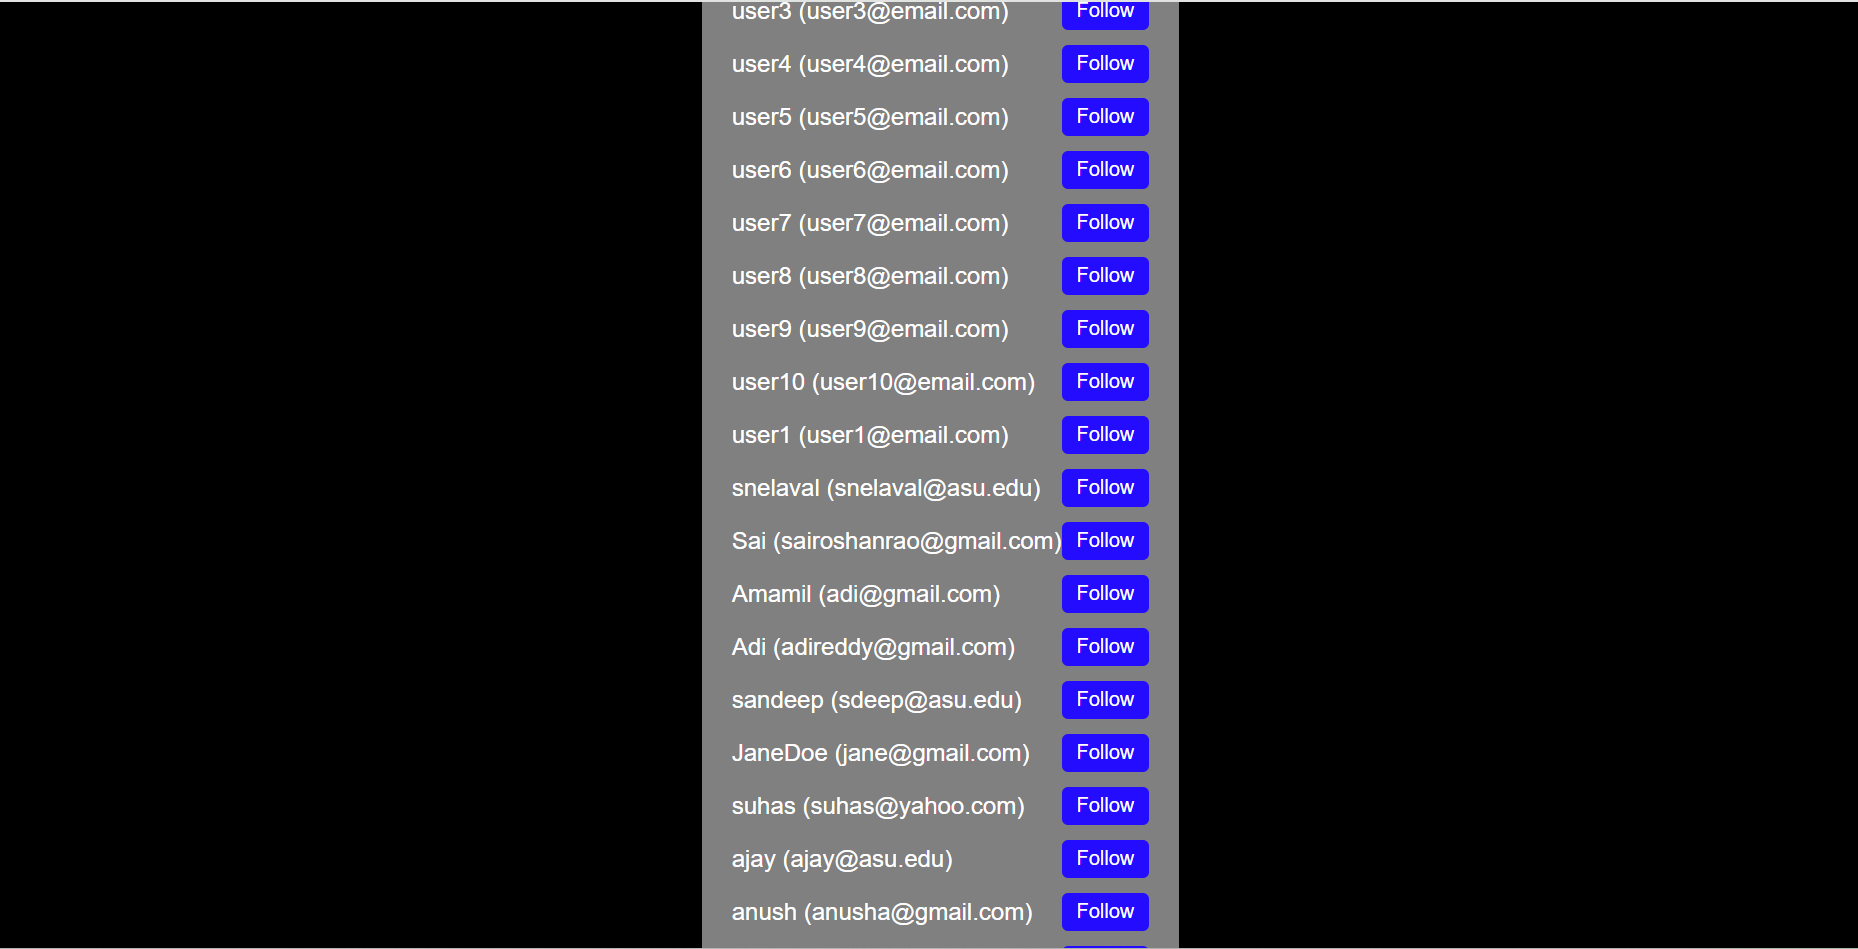 user3 (user3@email.com) Follow
user4 (user4@email.com) Follow
user5 (user5@email.com) Follow
user6 (user6@email.com) Follow
user7 (user7@email.com) Follow
user8 (user8@email.com) Follow
user9 (user9@email.com) Follow
user10 (user10@email.com) Follow
user1 (user1@email.com) Follow
snelaval (snelaval@asu.edu) Follow
Sai (sairoshanrao@gmail.com) Follow
Amamil (adi@gmail.com) Follow
Adi (adireddy@gmail.com) Follow
sandeep (sdeep@asu.edu) Follow
JaneDoe (jane@gmail.com) Follow
suhas (suhas@yahoo.com) Follow
ajay (ajay@asu.edu) Follow
anush (anusha@gmail.com) Follow